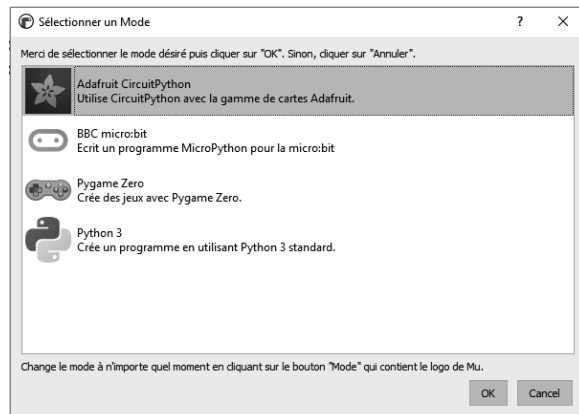 Sélectionner un Mode
Merci de sélectionner le mode désiré puis cliquer sur "OK". Sinon, cliquer sur "Annuler".
Adafruit CircuitPython
Utilise CircuitPython avec la gamme de cartes Adafruit.
BBC micro:bit
Ecrit un programme MicroPython pour la micro:bit
Pygame Zero
Crée des jeux avec Pygame Zero.
Python 3
Crée un programme en utilisant Python 3 standard.
Change le mode à n'importe quel moment en cliquant sur le bouton "Mode" qui contient le logo de Mu.
OK Cancel